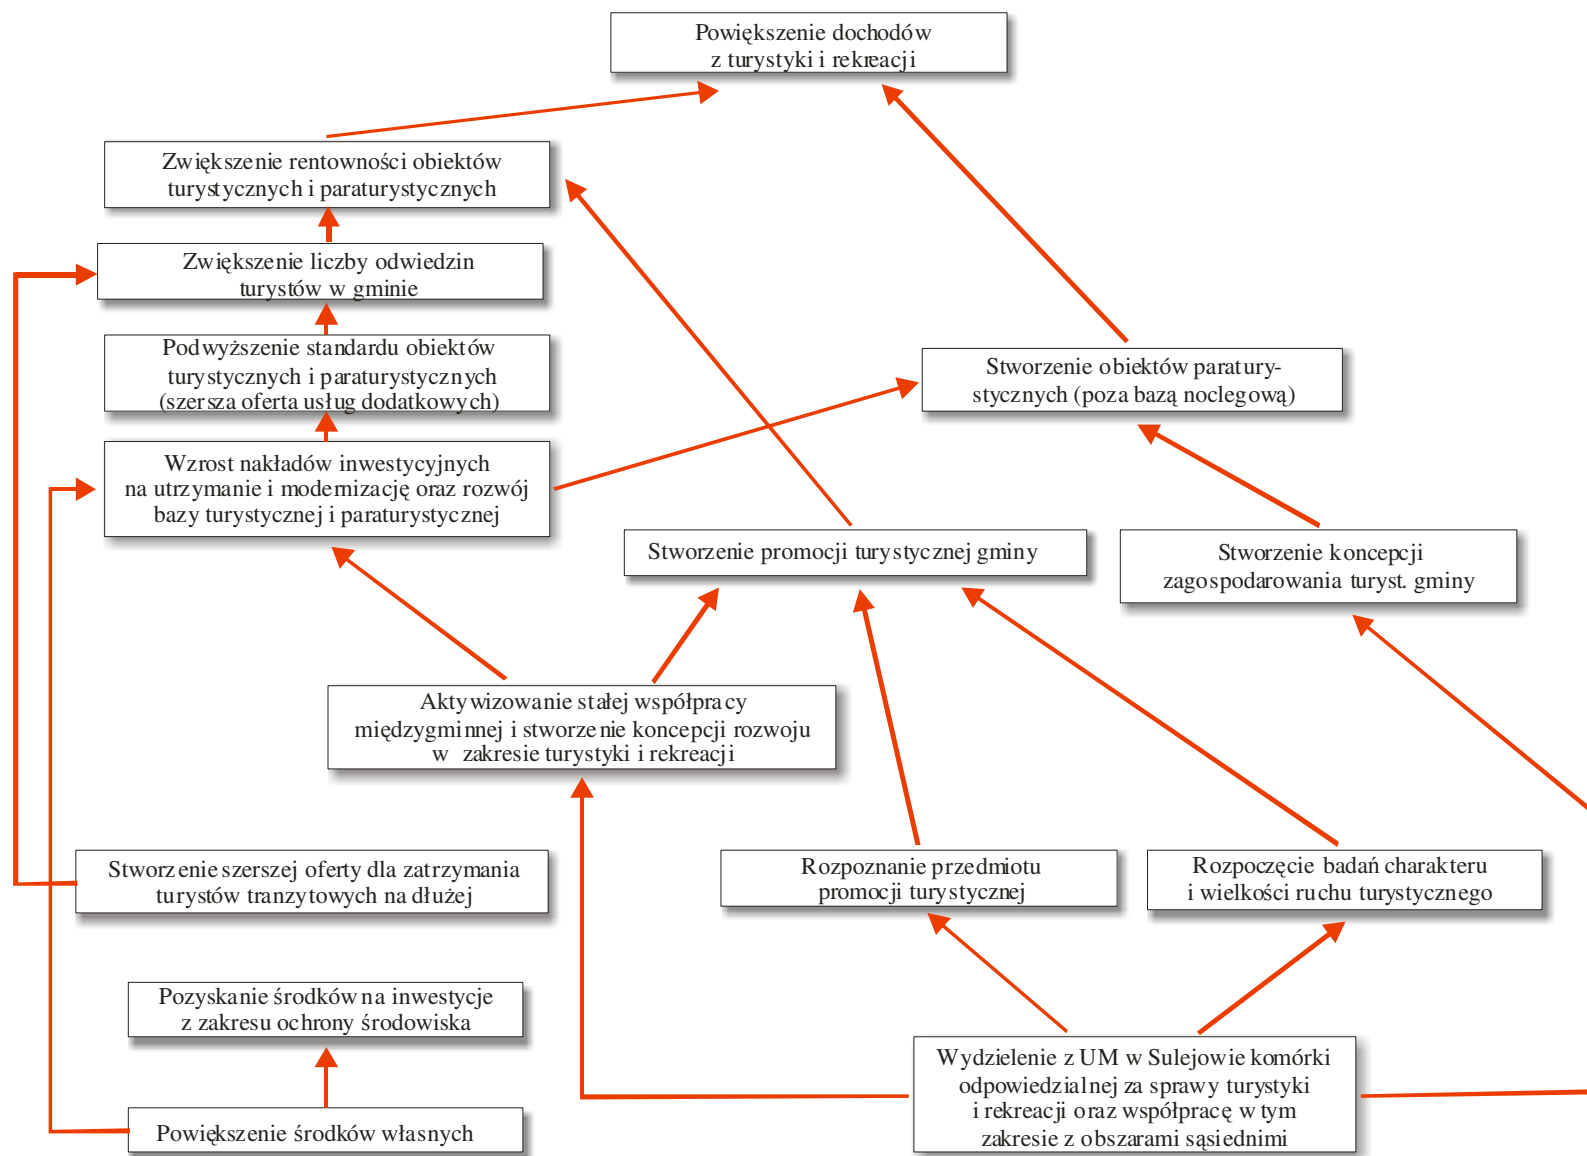 Powiększenie dochodów
z turystyki i rekreacji
Zwiększenie rentowności obiektów
turystycznych i paraturystycznych
Zwiększenie liczby odwiedzin
turystów w gminie
Podwyższenie standardu obiektów
turystycznych i paraturystycznych
(szersza oferta usług dodatkowych)
Stworzenie obiektów paratury-
stycznych (poza bazą noclegową)
Wzrost nakładów inwestycyjnych
na utrzymanie i modernizację oraz rozwój
bazy turystycznej i paraturystycznej
Stworzenie promocji turystycznej gminy
Stworzenie koncepcji
zagospodarowania turyst. gminy
Aktywizowanie stałej współpracy
międzygminnej i stworzenie koncepcji rozwoju
w zakresie turystyki i rekreacji
Stworzenie szerszej oferty dla zatrzymania
turystów tranzytowych na dłużej
Rozpoznanie przedmiotu
promocji turystycznej
Rozpoczęcie badań charakteru
i wielkości ruchu turystycznego
Pozyskanie środków na inwestycje
z zakresu ochrony środowiska
Wydzielenie z UM w Sulejowie komórki
odpowiedzialnej za sprawy turystyki
i rekreacji oraz współpracę w tym
zakresie z obszarami sąsiednimi
Powiększenie środków własnych